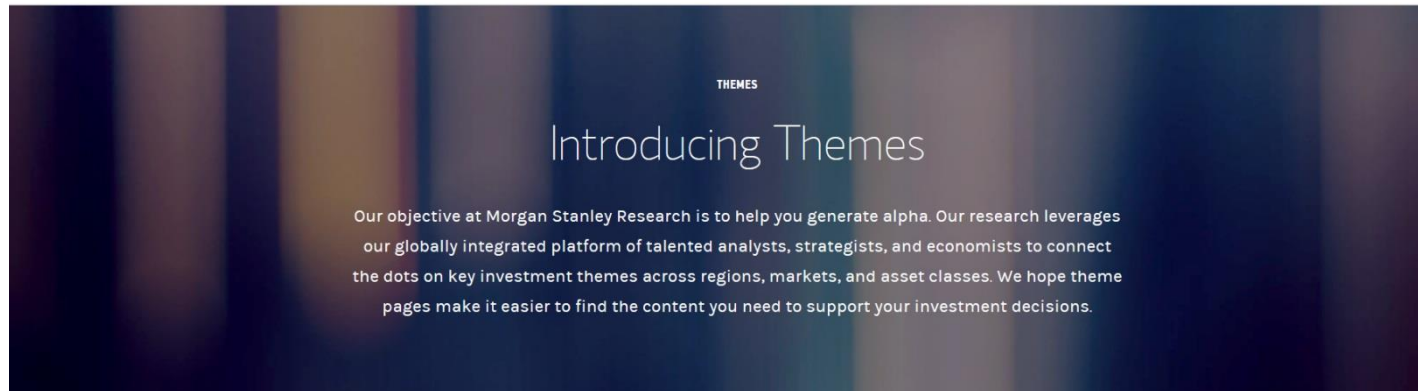 THEMES
Introducing Themes
Our objective at Morgan Stanley Research is to help you generate alpha. Our research leverages
our globally integrated platform of talented analysts, strategists, and economists to connect
the dots on key investment themes across regions, markets, and asset classes. We hope theme
pages make it easier to find the content you need to support your investment decisions.